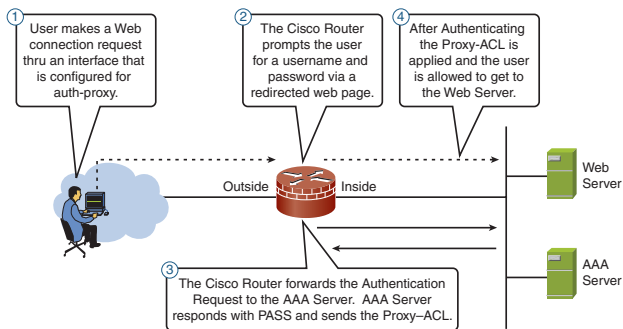 1
User makes a Web
connection request
thru an interface that
is configured for
auth-proxy.
2
The Cisco Router
prompts the user
for a username and
password via a
redirected web page.
4
After Authenticating
the Proxy-ACL is
applied and the user
is allowed to get to
the Web Server.
Outside
Inside
Web
Server
AAA
Server
3
The Cisco Router forwards the Authentication
Request to the AAA Server. AAA Server
responds with PASS and sends the Proxy–ACL.